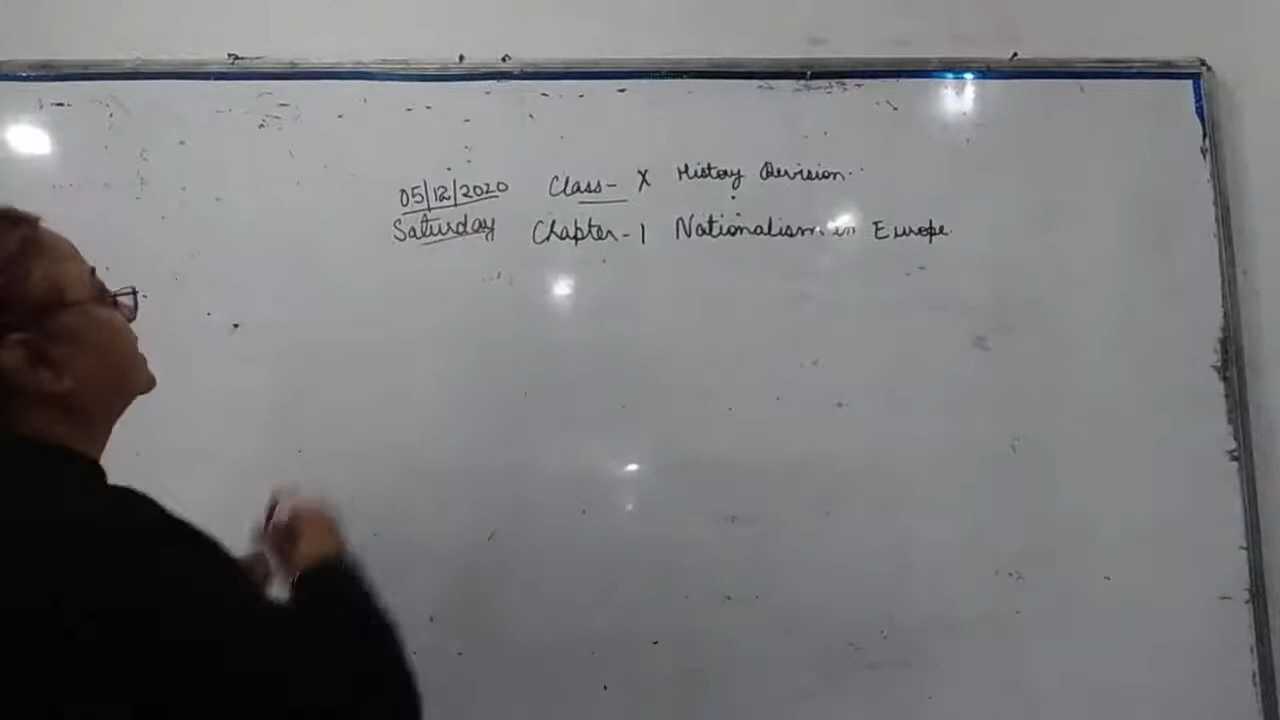 05/12/2020 Class- X History Revision..
Saturday Chapter-1 Nationalism in Europe.